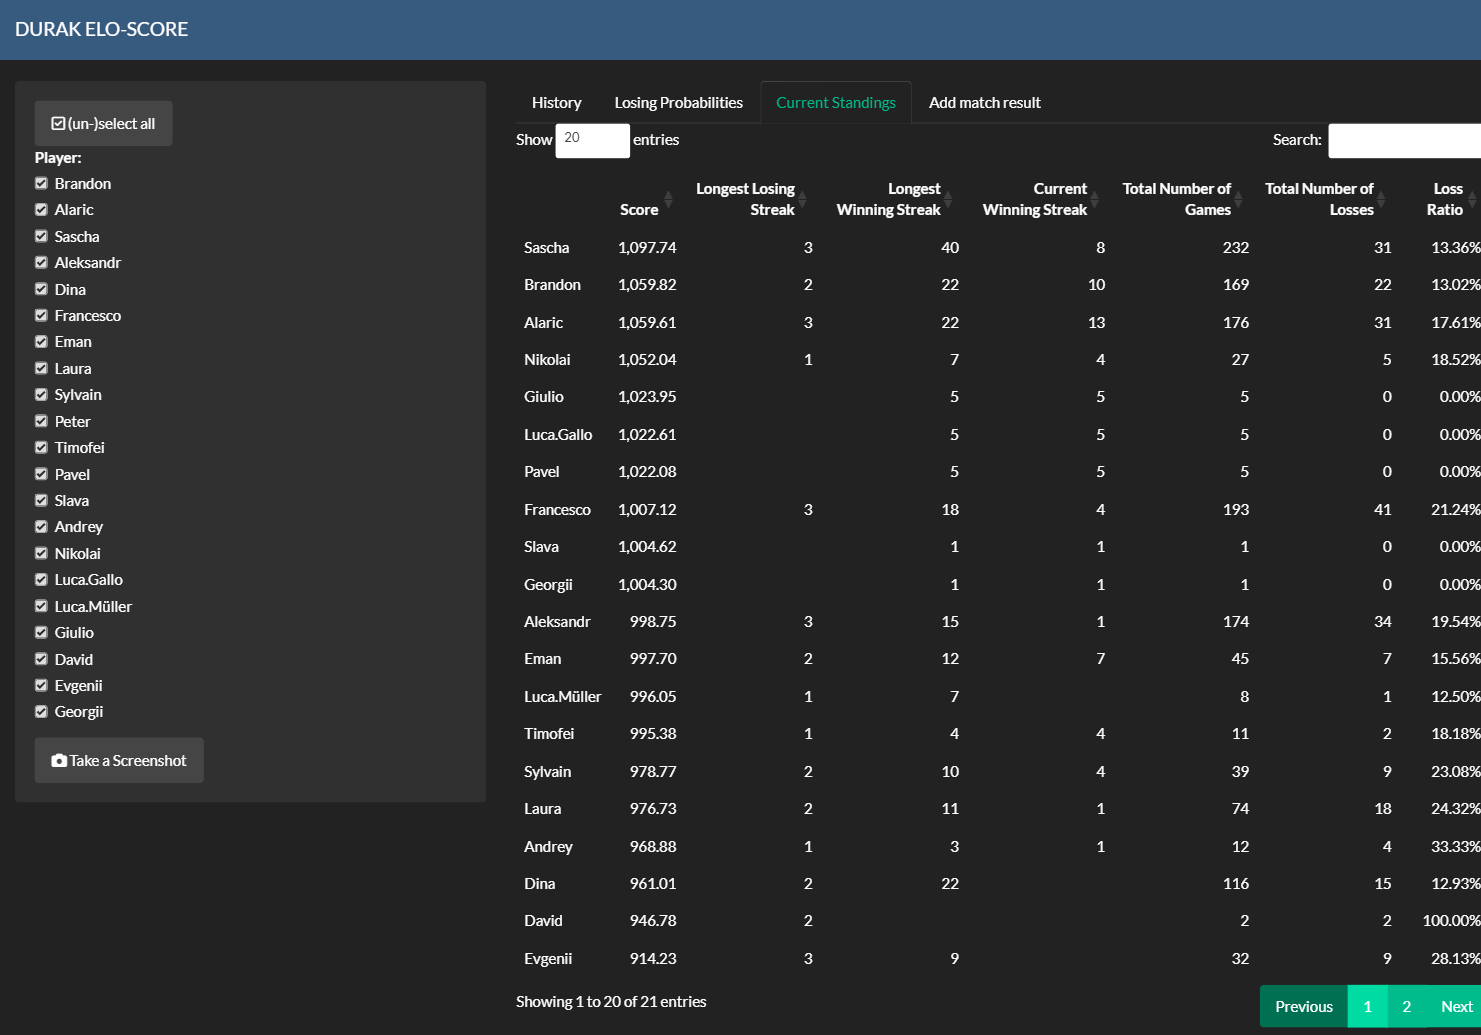 DURAK ELO-SCORE
(un-)select all
Player:
Brandon
Alaric
Sascha
Aleksandr
Dina
Francesco
Eman
Laura
Sylvain
Peter
Timofei
Pavel
Slava
Andrey
Nikolai
Luca.Gallo
Luca.Müller
Giulio
David
Evgenii
Georgii
Take a Screenshot
History Losing Probabilities Current Standings Add match result
Show 20 entries Search:
Score Longest Losing Streak Longest Winning Streak Current Winning Streak Total Number of Games Total Number of Losses Loss Ratio
Sascha 1,097.74 3 40 8 232 31 13.36%
Brandon 1,059.82 2 22 10 169 22 13.02%
Alaric 1,059.61 3 22 13 176 31 17.61%
Nikolai 1,052.04 1 7 4 27 5 18.52%
Giulio 1,023.95 5 5 5 0 0.00%
Luca.Gallo 1,022.61 5 5 5 0 0.00%
Pavel 1,022.08 5 5 5 0 0.00%
Francesco 1,007.12 3 18 4 193 41 21.24%
Slava 1,004.62 1 1 1 0 0.00%
Georgii 1,004.30 1 1 1 0 0.00%
Aleksandr 998.75 3 15 1 174 34 19.54%
Eman 997.70 2 12 7 45 7 15.56%
Luca.Müller 996.05 1 7 8 1 12.50%
Timofei 995.38 1 4 4 11 2 18.18%
Sylvain 978.77 2 10 4 39 9 23.08%
Laura 976.73 2 11 1 74 18 24.32%
Andrey 968.88 1 3 1 12 4 33.33%
Dina 961.01 2 22 116 15 12.93%
David 946.78 2 2 2 100.00%
Evgenii 914.23 3 9 32 9 28.13%
Showing 1 to 20 of 21 entries
Previous 1 2 Next